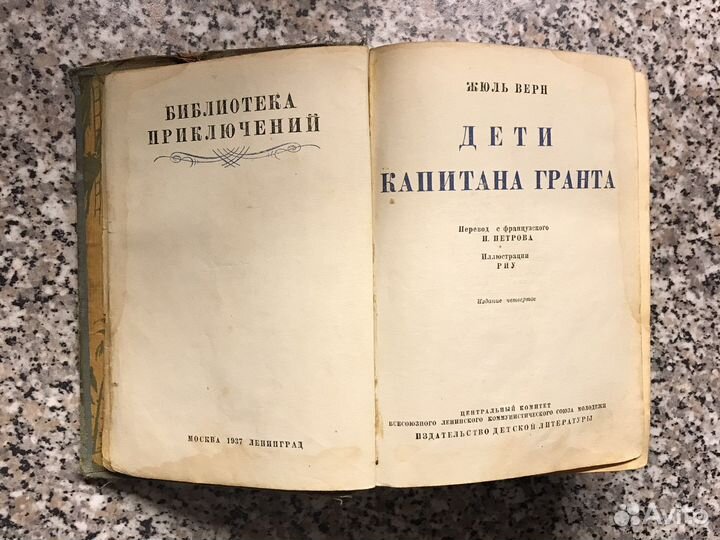 БИБЛИОТЕКА
ПРИКЛЮЧЕНИЙ
МОСКВА 1937 ЛЕНИНГРАД
ЖЮЛЬ ВЕРН
ДЕТИ
КАПИТАНА ГРАНТА
Перевод с французского
И. ПЕТРОВА
Иллюстрации
РИУ
Издание четвертое
ЦЕНТРАЛЬНЫЙ КОМИТЕТ
ВСЕСОЮЗНОГО ЛЕНИНСКОГО КОММУНИСТИЧЕСКОГО СОЮЗА МОЛОДЕЖИ
ИЗДАТЕЛЬСТВО ДЕТСКОЙ ЛИТЕРАТУРЫ
Avito